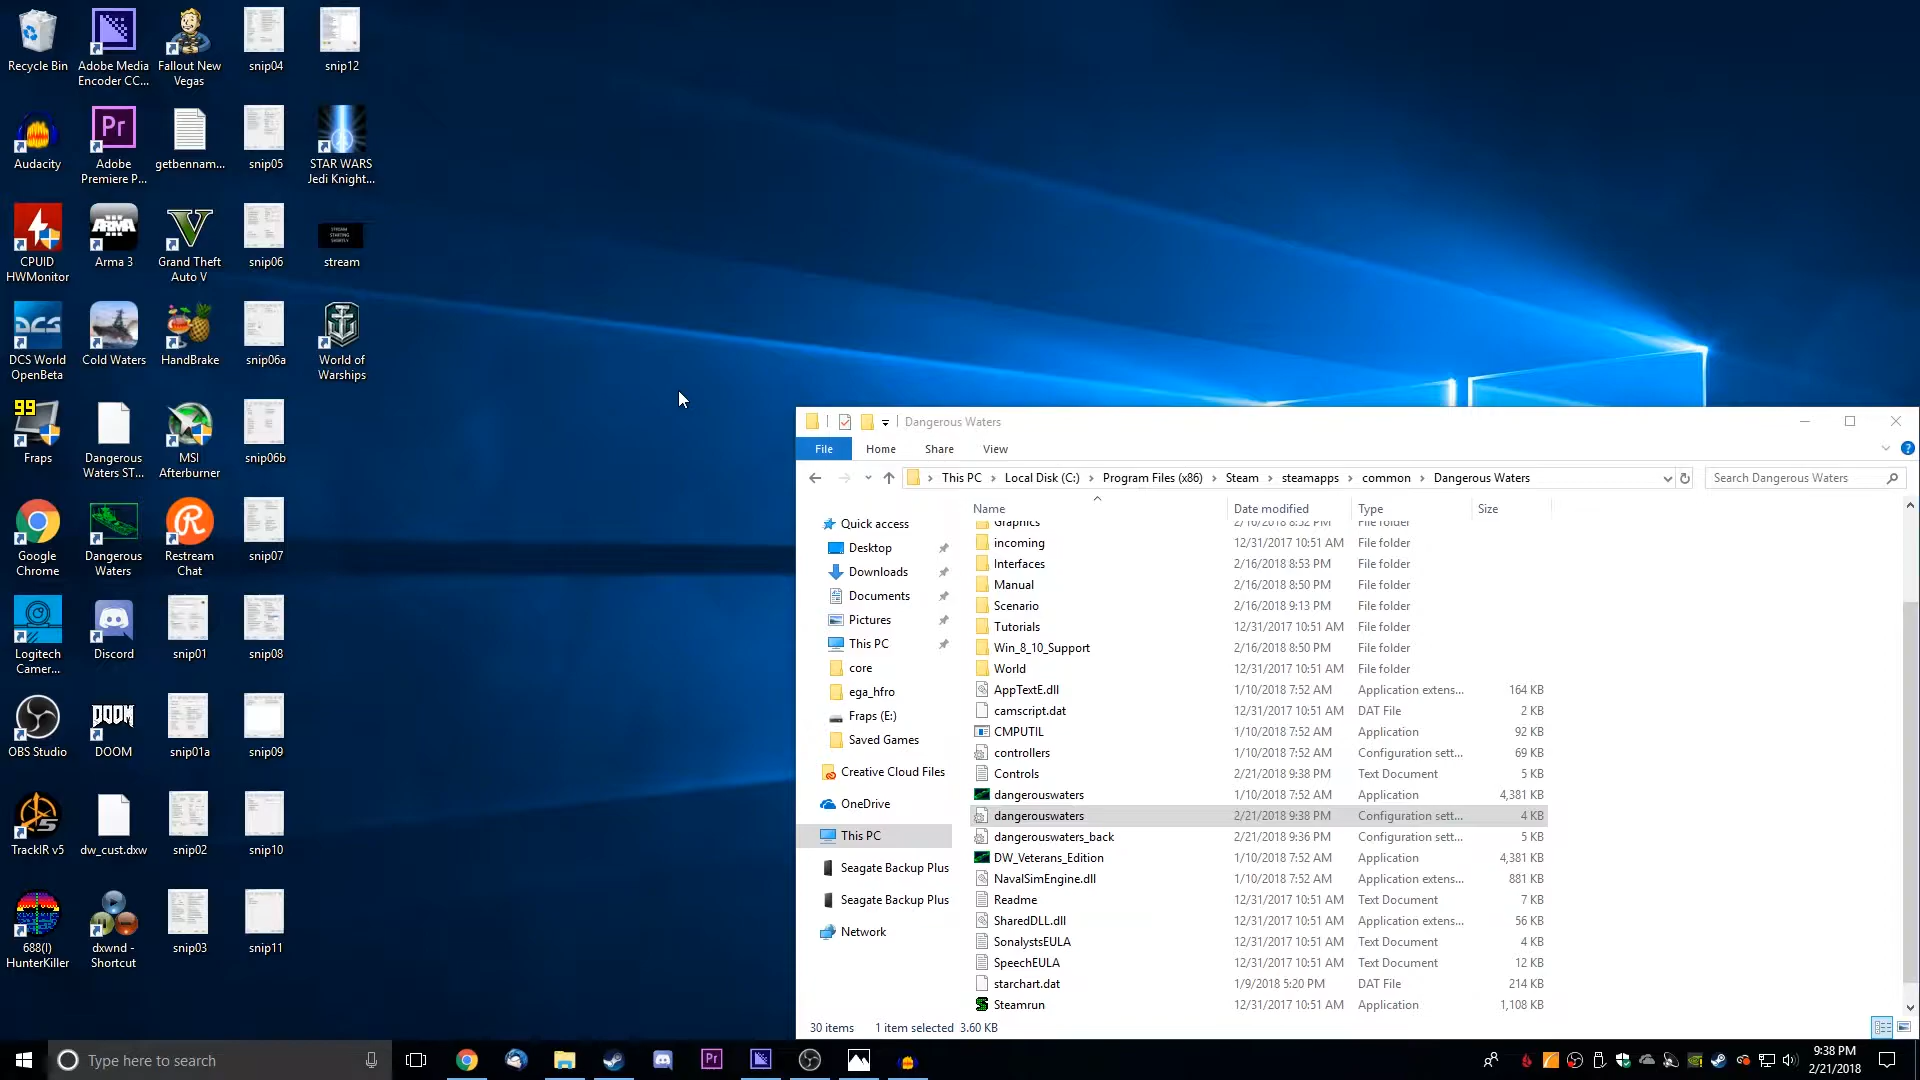 Recycle Bin
Adobe Media
Encoder CC...
Fallout New
Vegas
snip04
snip12
Audacity
Pr
Adobe
Premiere P...
getbennam...
snip05
STAR WARS
Jedi Knight...
CPUID
HWMonitor
ARMA
Arma 3
V
Grand Theft
Auto V
snip06
STREAM
STARTING
SHORTLY
stream
DCS
DCS World
OpenBeta
Cold Waters
HandBrake
snip06a
World of
Warships
99
Fraps
Dangerous
Waters ST...
MSI
Afterburner
snip06b
Google
Chrome
Dangerous
Waters
Restream
Chat
snip07
Logitech
Camer...
Discord
snip01
snip08
OBS Studio
DOOM
DOOM
snip01a
snip09
TrackIR v5
dw_cust.dxw
snip02
snip10
688(I)
HunterKiller
dxwnd -
Shortcut
snip03
snip11
Dangerous Waters
File Home Share View
This PC Local Disk (C:) Program Files (x86) Steam steamapps common Dangerous Waters
Search Dangerous Waters
Quick access
Desktop
Downloads
Documents
Pictures
This PC
core
ega_hfro
Fraps (E:)
Saved Games
Creative Cloud Files
OneDrive
This PC
Seagate Backup Plus
Seagate Backup Plus
Network
Name Date modified Type Size
Graphics 2/16/2018 8:52 PM File folder
incoming 12/31/2017 10:51 AM File folder
Interfaces 2/16/2018 8:53 PM File folder
Manual 2/16/2018 8:50 PM File folder
Scenario 2/16/2018 9:13 PM File folder
Tutorials 12/31/2017 10:51 AM File folder
Win_8_10_Support 2/16/2018 8:50 PM File folder
World 12/31/2017 10:51 AM File folder
AppTextE.dll 1/10/2018 7:52 AM Application extens... 164 KB
camscript.dat 12/31/2017 10:51 AM DAT File 2 KB
CMPUTIL 1/10/2018 7:52 AM Application 92 KB
controllers 1/10/2018 7:52 AM Configuration sett... 69 KB
Controls 2/21/2018 9:38 PM Text Document 5 KB
dangerouswaters 1/10/2018 7:52 AM Application 4,381 KB
dangerouswaters 2/21/2018 9:38 PM Configuration sett... 4 KB
dangerouswaters_back 2/21/2018 9:36 PM Configuration sett... 5 KB
DW_Veterans_Edition 1/10/2018 7:52 AM Application 4,381 KB
NavalSimEngine.dll 1/10/2018 7:52 AM Application extens... 881 KB
Readme 12/31/2017 10:51 AM Text Document 7 KB
SharedDLL.dll 12/31/2017 10:51 AM Application extens... 56 KB
SonalystsEULA 12/31/2017 10:51 AM Text Document 4 KB
SpeechEULA 12/31/2017 10:51 AM Text Document 12 KB
starchart.dat 1/9/2018 5:20 PM DAT File 214 KB
Steamrun 12/31/2017 10:51 AM Application 1,108 KB
30 items 1 item selected 3.60 KB
Type here to search
Pr
9:38 PM
2/21/2018